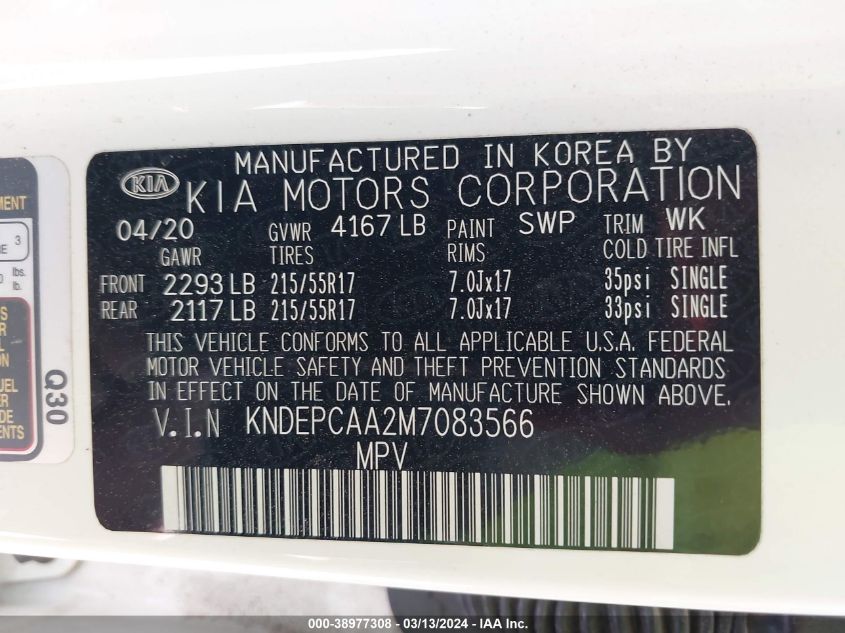 MANUFACTURED IN KOREA BY
KIA KIA MOTORS CORPORATION
04/20 GVWR 4167 LB PAINT SWP TRIM WK
GAWR TIRES RIMS COLD TIRE INFL
FRONT 2293 LB 215/55R17 7.0Jx17 35psi SINGLE
REAR 2117 LB 215/55R17 7.0Jx17 33psi SINGLE
THIS VEHICLE CONFORMS TO ALL APPLICABLE U.S.A. FEDERAL
MOTOR VEHICLE SAFETY AND THEFT PREVENTION STANDARDS
IN EFFECT ON THE DATE OF MANUFACTURE SHOWN ABOVE.
V.I.N KNDEPCAA2M7083566
MPV
Q30
3
lbs.
000-38977308 - 03/13/2024 - IAA Inc.